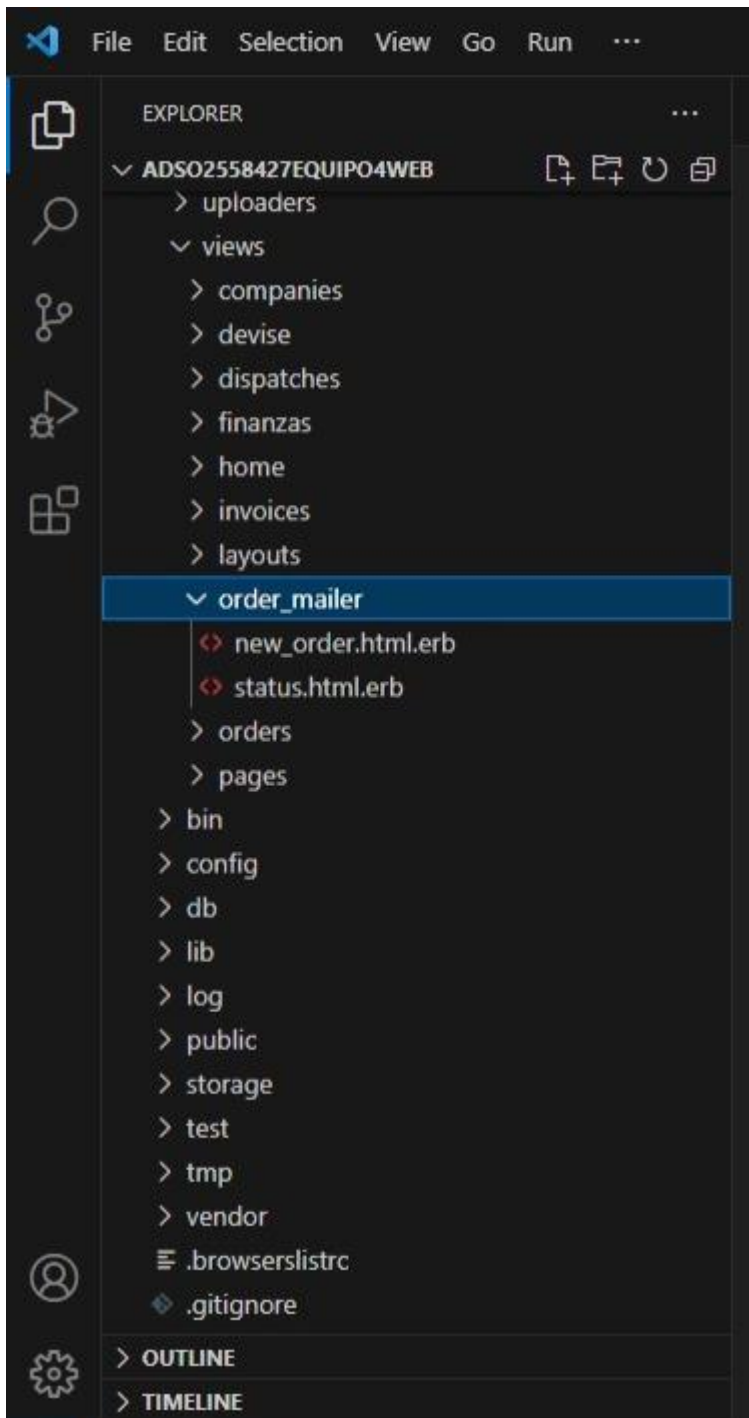 File Edit Selection View Go Run ...
EXPLORER ...
ADSO2558427EQUIPO4WEB
uploaders
views
companies
devise
dispatches
finanzas
home
invoices
layouts
order_mailer
new_order.html.erb
status.html.erb
orders
pages
bin
config
db
lib
log
public
storage
test
tmp
vendor
.browserslistrc
.gitignore
OUTLINE
TIMELINE